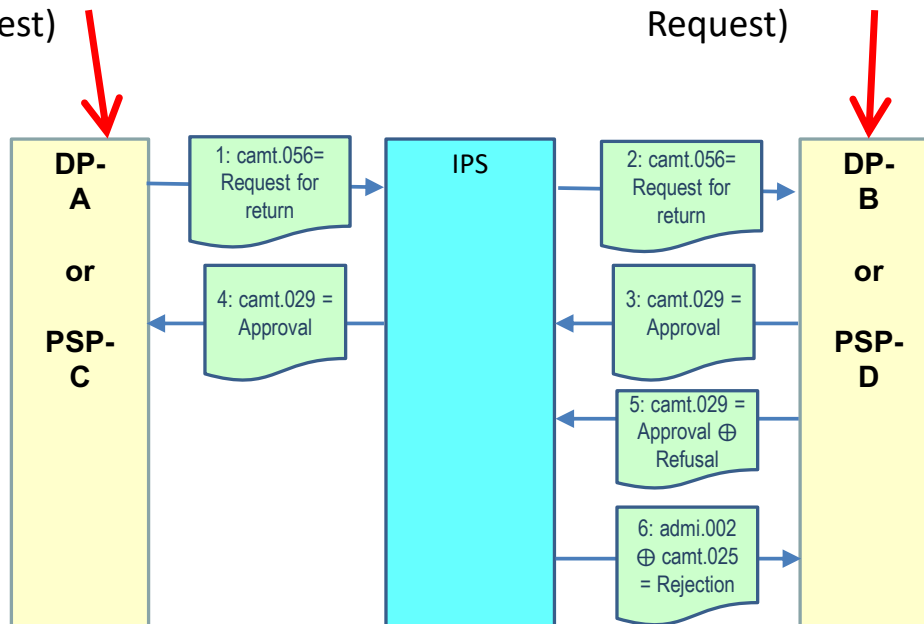 est)
Request)
DP-
A
or
PSP-
C
1: camt.056=
Request for
return
IPS
2: camt.056=
Request for
return
DP-
B
or
PSP-
D
4: camt.029 =
Approval
3: camt.029 =
Approval
5: camt.029 =
Approval ⊕
Refusal
6: admi.002
⊕ camt.025
= Rejection